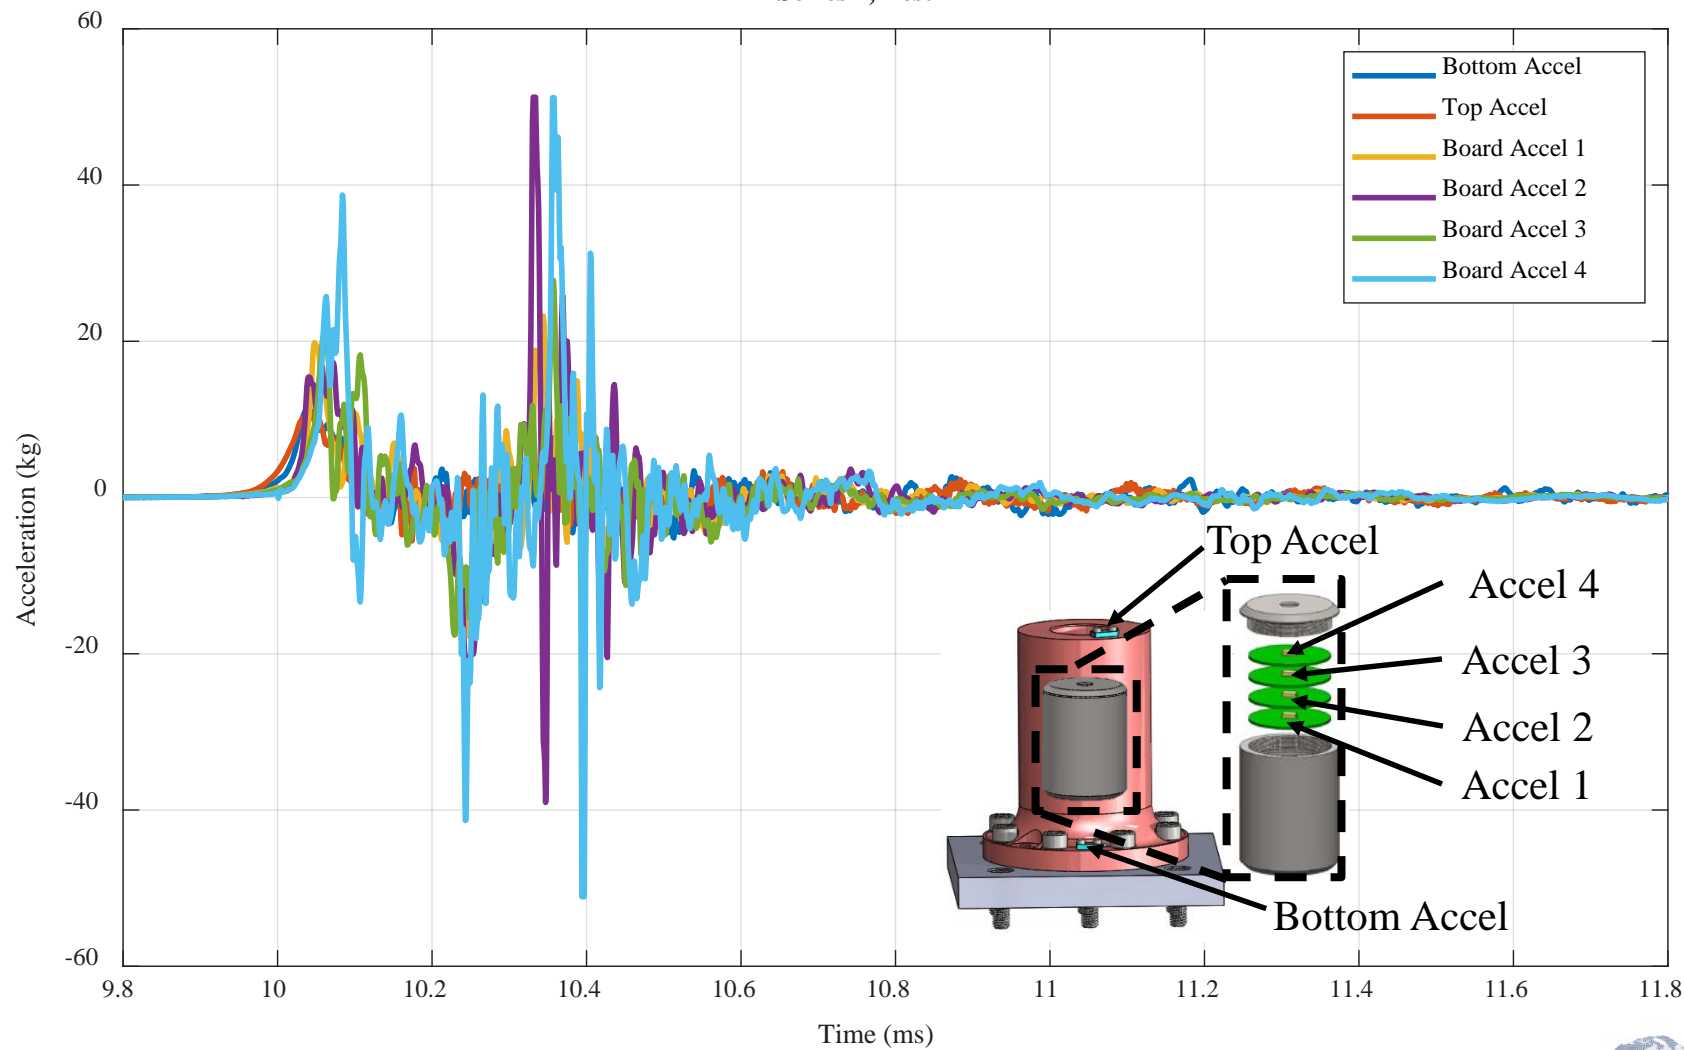 60
40
20
0
-20
-40
-60
Acceleration (kg)
9.8
10
10.2
10.4
10.6
10.8
11
11.2
11.4
11.6
11.8
Time (ms)
Bottom Accel
Top Accel
Board Accel 1
Board Accel 2
Board Accel 3
Board Accel 4
Top Accel
Accel 4
Accel 3
Accel 2
Accel 1
Bottom Accel